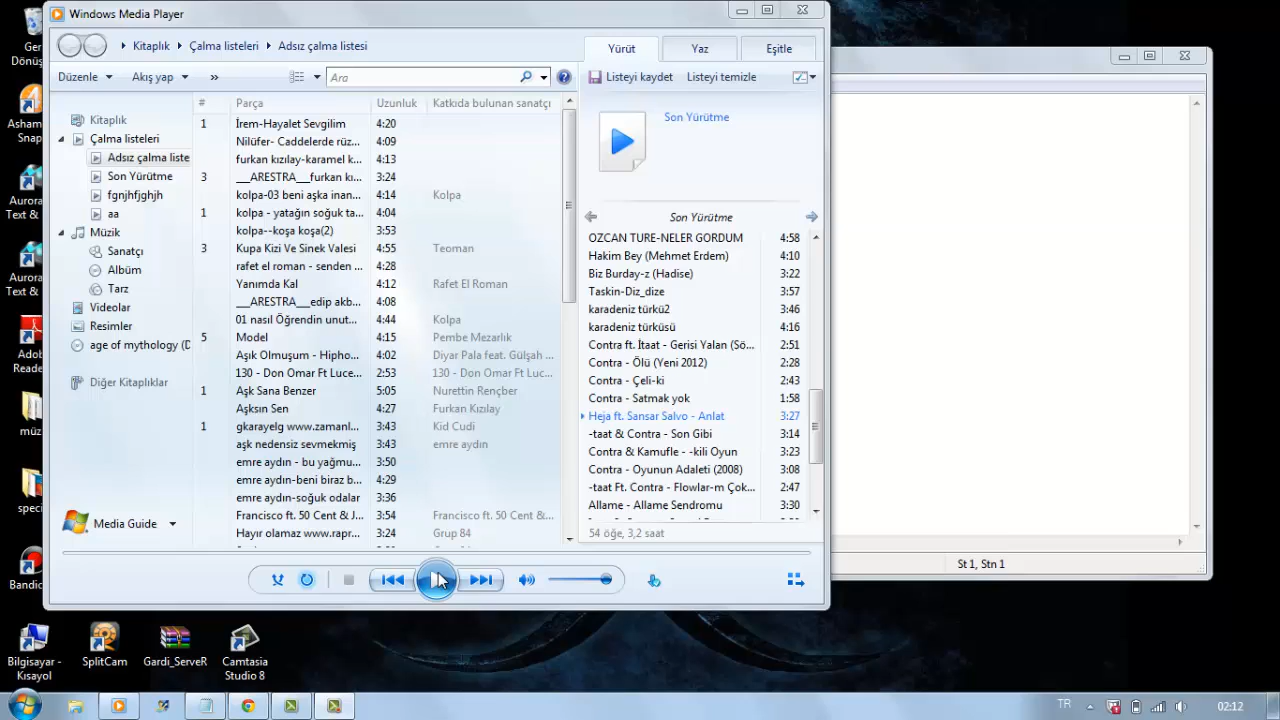 Windows Media Player
Kitaplık
Çalma listeleri
Adsız çalma listesi
Yürüt
Yaz
Eşitle
Düzenle
Akış yap
»
Ara
Listeyi kaydet
Listeyi temizle
Kitaplık
Çalma listeleri
Adsız çalma liste
Son Yürütme
fgnjhfjghjh
aa
Müzik
Sanatçı
Albüm
Tarz
Videolar
Resimler
age of mythology (D
Diğer Kitaplıklar
Media Guide
# Parça Uzunluk Katkıda bulunan sanatçı
1 İrem-Hayalet Sevgilim 4:20
Nilüfer- Caddelerde rüz... 4:09
furkan kızılay-karamel k... 4:13
3 ___ARESTRA__furkan kı... 3:24
kolpa-03 beni aşka inan... 4:14 Kolpa
1 kolpa - yatağın soğuk ta... 4:04
kolpa--koşa koşa(2) 3:53
3 Kupa Kizi Ve Sinek Valesi 4:55 Teoman
rafet el roman - senden ... 4:28
Yanımda Kal 4:12 Rafet El Roman
___ARESTRA___edip akb... 4:08
01 nasıl Öğrendin unut... 4:44 Kolpa
5 Model 4:15 Pembe Mezarlık
Aşık Olmuşum - Hipho... 4:02 Diyar Pala feat. Gülşah ...
130 - Don Omar Ft Luce... 2:53 130 - Don Omar Ft Luc...
1 Aşk Sana Benzer 5:05 Nurettin Rençber
Aşksın Sen 4:27 Furkan Kızılay
1 gkarayelg www.zamanl... 3:43 Kid Cudi
aşk nedensiz sevmekmiş 3:43 emre aydın
emre aydın - bu yağmu... 3:50
emre aydın-beni biraz b... 4:29
emre aydın-soğuk odalar 3:36
Francisco ft. 50 Cent & J... 3:54 Francisco ft. 50 Cent &...
Hayır olamaz www.rapr... 3:24 Grup 84
Son Yürütme
Son Yürütme
OZCAN TURE-NELER GORDUM 4:58
Hakim Bey (Mehmet Erdem) 4:10
Biz Burday-z (Hadise) 3:22
Taskin-Diz_dize 3:57
karadeniz türkü2 3:46
karadeniz türküsü 4:16
Contra ft. İtaat - Gerisi Yalan (Sö... 2:51
Contra - Ölü (Yeni 2012) 2:28
Contra - Çeli-ki 2:43
Contra - Satmak yok 1:58
Heja ft. Sansar Salvo - Anlat 3:27
-taat & Contra - Son Gibi 3:14
Contra & Kamufle - -kili Oyun 3:23
Contra - Oyunun Adaleti (2008) 3:08
-taat Ft. Contra - Flowlar-m Çok... 2:47
Allame - Allame Sendromu 3:30
54 öğe, 3,2 saat
St 1, Stn 1
Geri
Dönüş
Asham
Snap
Aurora
Text &
Aurora
Text &
Adob
Reade
müz
speci
Bandic
Bilgisayar -
Kısayol
SplitCam
Gardi_ServeR
Camtasia
Studio 8
TR
02:12